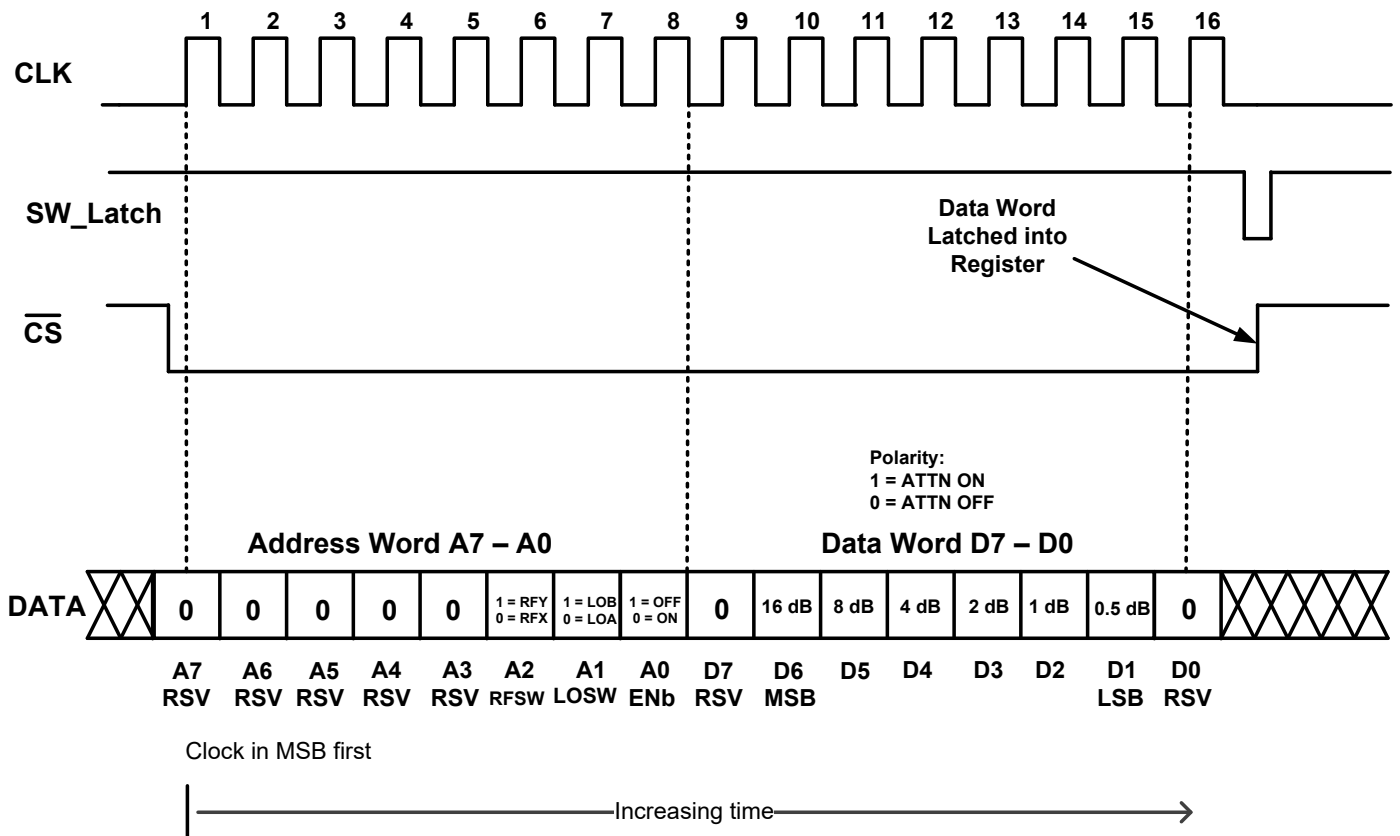 1 2 3 4 5 6 7 8 9 10 11 12 13 14 15 16
CLK
SW_Latch
Data Word
Latched into
Register
CS
Polarity:
1 = ATTN ON
0 = ATTN OFF
Address Word A7 – A0
Data Word D7 – D0
DATA
0
0
0
0
0
1 = RFY
0 = RFX
1 = LOB
0 = LOA
1 = OFF
0 = ON
0
16 dB
8 dB
4 dB
2 dB
1 dB
0.5 dB
0
A7
RSV
A6
RSV
A5
RSV
A4
RSV
A3
RSV
A2
RFSW
A1
LOSW
A0
ENb
D7
RSV
D6
MSB
D5
D4
D3
D2
D1
LSB
D0
RSV
Clock in MSB first
Increasing time